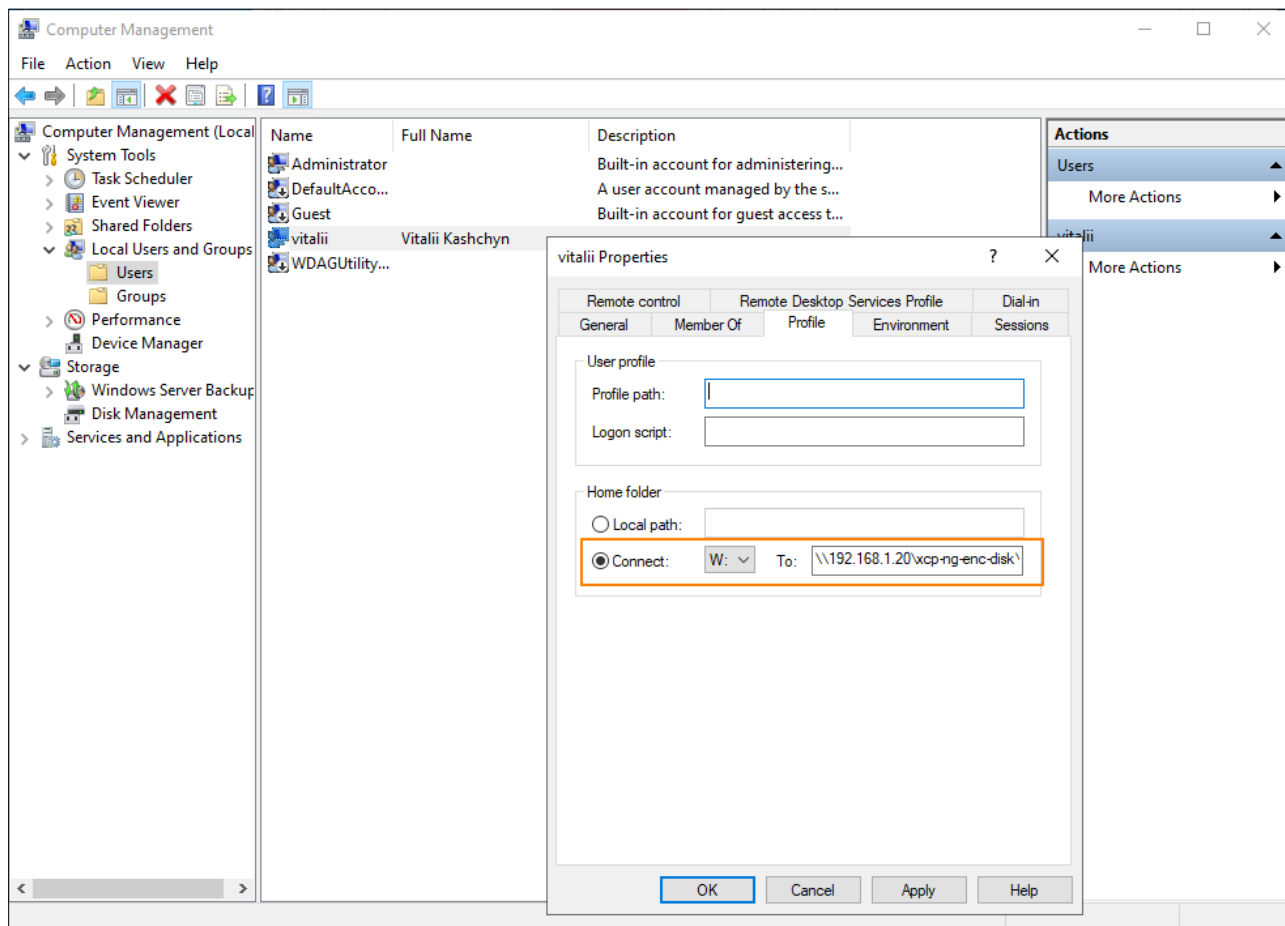 Computer Management
File Action View Help
Computer Management (Local
System Tools
Task Scheduler
Event Viewer
Shared Folders
Local Users and Groups
Users
Groups
Performance
Device Manager
Storage
Windows Server Backup
Disk Management
Services and Applications
Name Full Name Description
Administrator Built-in account for administering...
DefaultAcco... A user account managed by the s...
Guest Built-in account for guest access t...
vitalii Vitalii Kashchyn
WDAGUtility...
Actions
Users
More Actions
vitalii
More Actions
vitalii Properties
Remote control Remote Desktop Services Profile Dial-in
General Member Of Profile Environment Sessions
User profile
Profile path:
Logon script:
Home folder
Local path:
Connect: W: To: \\192.168.1.20\xcp-ng-enc-disk\
OK Cancel Apply Help